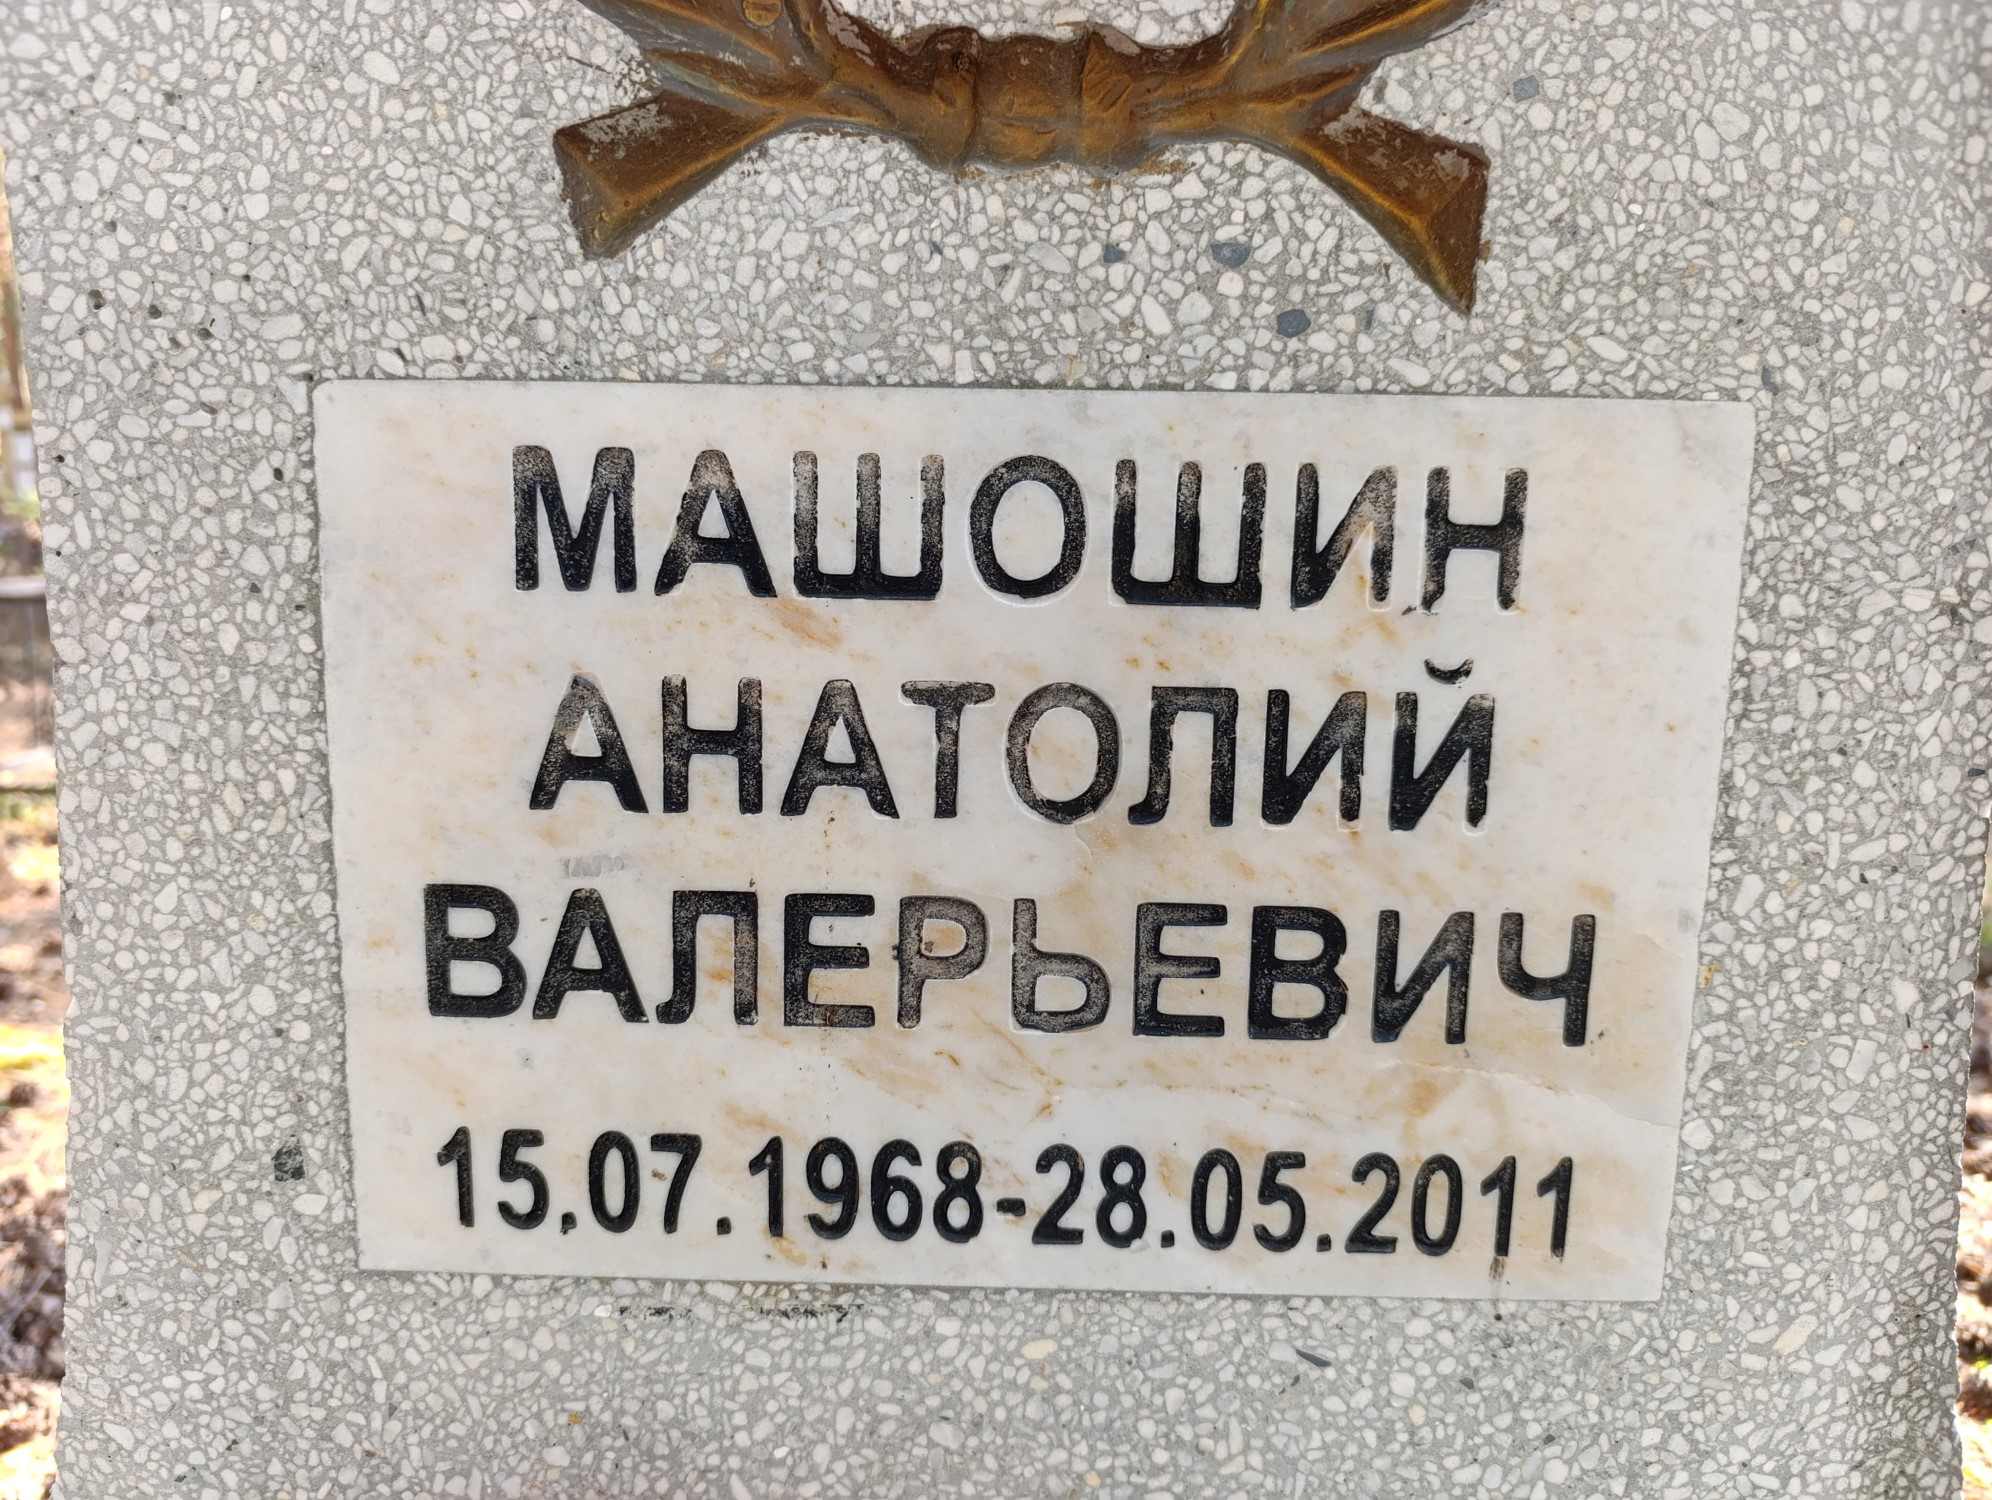 МАШОШИН
АНАТОЛИЙ
ВАЛЕРЬЕВИЧ
15.07.1968-28.05.2011